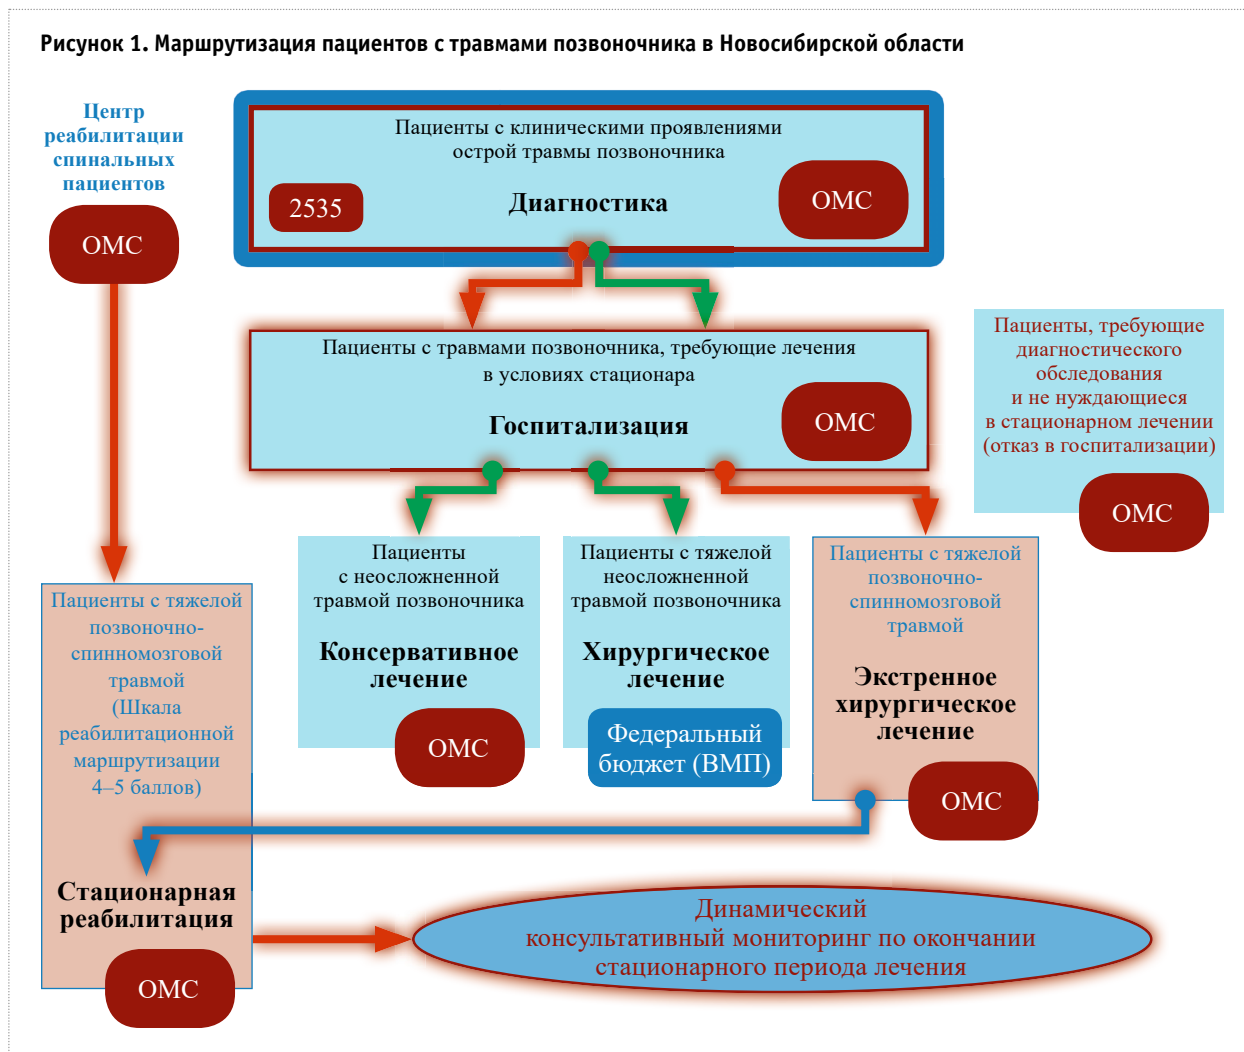 Рисунок 1. Маршрутизация пациентов с травмами позвоночника в Новосибирской области
Центр
реабилитации
спинальных
пациентов
ОМС
Пациенты с клиническими проявлениями
острой травмы позвоночника
Диагностика
2535
ОМС
Пациенты с травмами позвоночника, требующие лечения
в условиях стационара
Госпитализация
ОМС
Пациенты, требующие
диагностического
обследования
и не нуждающиеся
в стационарном лечении
(отказ в госпитализации)
ОМС
Пациенты
с неосложненной
травмой позвоночника
Консервативное
лечение
ОМС
Пациенты с тяжелой
неосложненной
травмой позвоночника
Хирургическое
лечение
Федеральный
бюджет (ВМП)
Пациенты с тяжелой
позвоночно-
спинномозговой
травмой
Экстренное
хирургическое
лечение
ОМС
Пациенты с тяжелой
позвоночно-
спинномозговой
травмой
(Шкала
реабилитационной
маршрутизации
4–5 баллов)
Стационарная
реабилитация
ОМС
Динамический
консультативный мониторинг по окончании
стационарного периода лечения